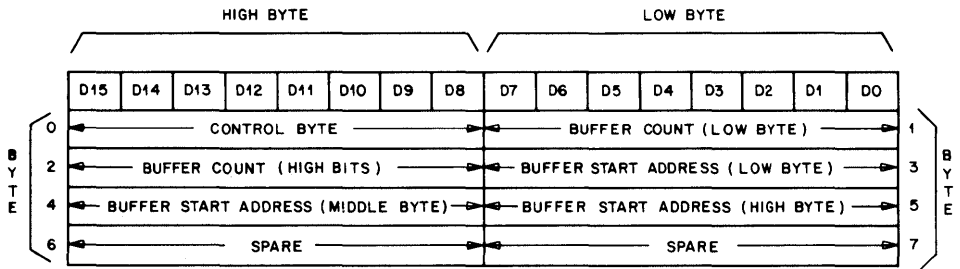 HIGH BYTE LOW BYTE
D15 D14 D13 D12 D11 D10 D9 D8 D7 D6 D5 D4 D3 D2 D1 D0
0 CONTROL BYTE BUFFER COUNT (LOW BYTE) 1
2 BUFFER COUNT (HIGH BITS) BUFFER START ADDRESS (LOW BYTE) 3
4 BUFFER START ADDRESS (MIDDLE BYTE) BUFFER START ADDRESS (HIGH BYTE) 5
6 SPARE SPARE 7
BYTE
BYTE